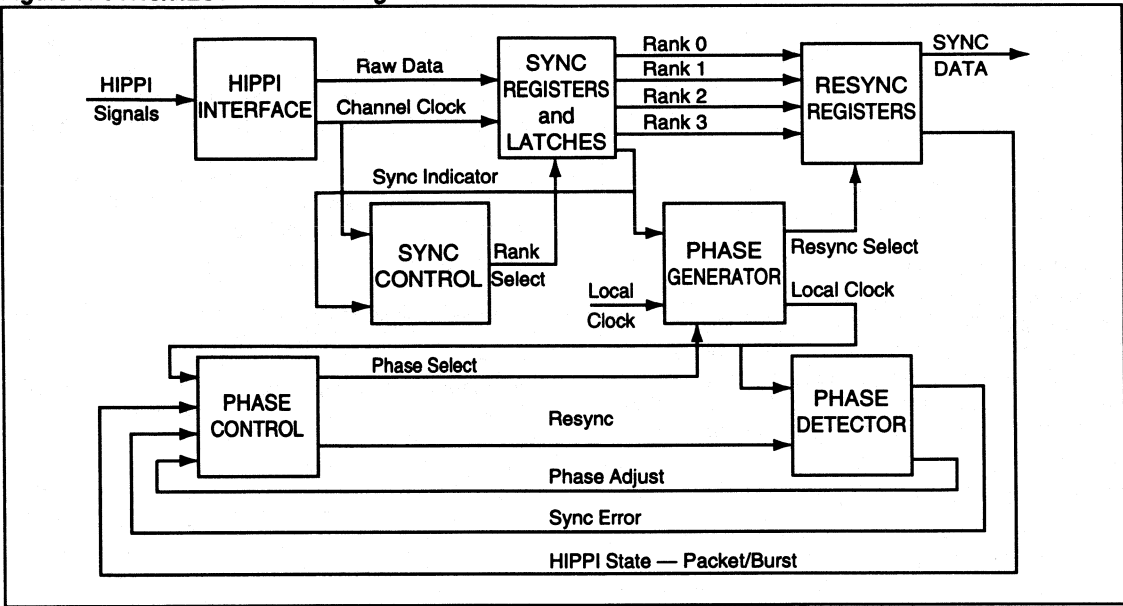 HIPPI
Signals
HIPPI
INTERFACE
Raw Data
Channel Clock
SYNC
REGISTERS
and
LATCHES
Rank 0
Rank 1
Rank 2
Rank 3
RESYNC
REGISTERS
SYNC
DATA
Sync Indicator
SYNC
CONTROL
Rank
Select
PHASE
GENERATOR
Resync Select
Local Clock
Local
Clock
PHASE
CONTROL
Phase Select
Resync
PHASE
DETECTOR
Phase Adjust
Sync Error
HIPPI State — Packet/Burst